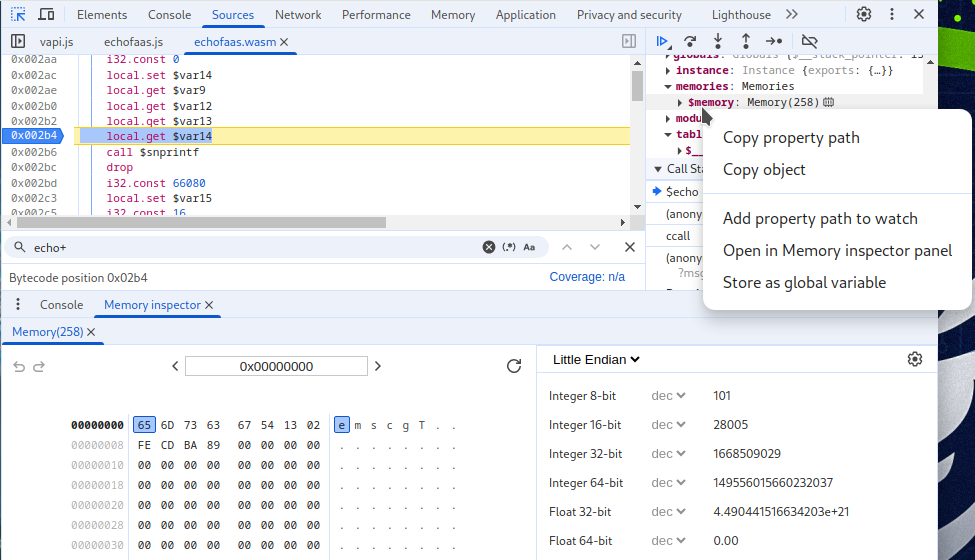 Elements Console Sources Network Performance Memory Application Privacy and security Lighthouse
vapi.js echofaas.js echofaas.wasm
0x002aa i32.const 0
0x002ac local.set $var14
0x002ae local.get $var9
0x002b0 local.get $var12
0x002b2 local.get $var13
0x002b4 local.get $var14
0x002b6 call $snprintf
0x002bc drop
0x002bd i32.const 66080
0x002c3 local.set $var15
0x002c5 i32.const 16
globals: Globals {$__stack_pointer: i3
instance: Instance {exports: {…}}
memories: Memories
$memory: Memory(258)
modu
tabl
$__
Call Sta
$echo
(anony
ccall
(anony
?msg
Copy property path
Copy object
Add property path to watch
Open in Memory inspector panel
Store as global variable
echo+ (.*) Aa
Bytecode position 0x02b4 Coverage: n/a
Console Memory inspector
Memory(258)
0x00000000
00000000 65 6D 73 63 67 54 13 02 e m s c g T . .
00000008 FE CD BA 89 00 00 00 00 . . . . . . . .
00000010 00 00 00 00 00 00 00 00 . . . . . . . .
00000018 00 00 00 00 00 00 00 00 . . . . . . . .
00000020 00 00 00 00 00 00 00 00 . . . . . . . .
00000028 00 00 00 00 00 00 00 00 . . . . . . . .
00000030 00 00 00 00 00 00 00 00 . . . . . . . .
Little Endian
Integer 8-bit dec 101
Integer 16-bit dec 28005
Integer 32-bit dec 1668509029
Integer 64-bit dec 149556015660232037
Float 32-bit dec 4.490441516634203e+21
Float 64-bit dec 0.00